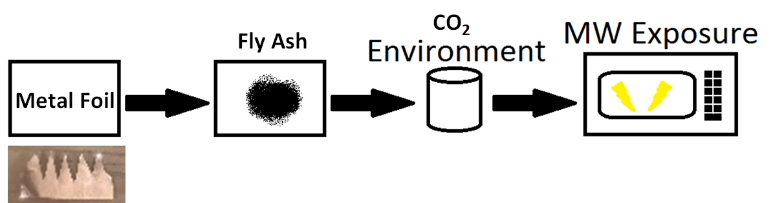 Metal Foil
Fly Ash
CO₂
Environment
MW Exposure